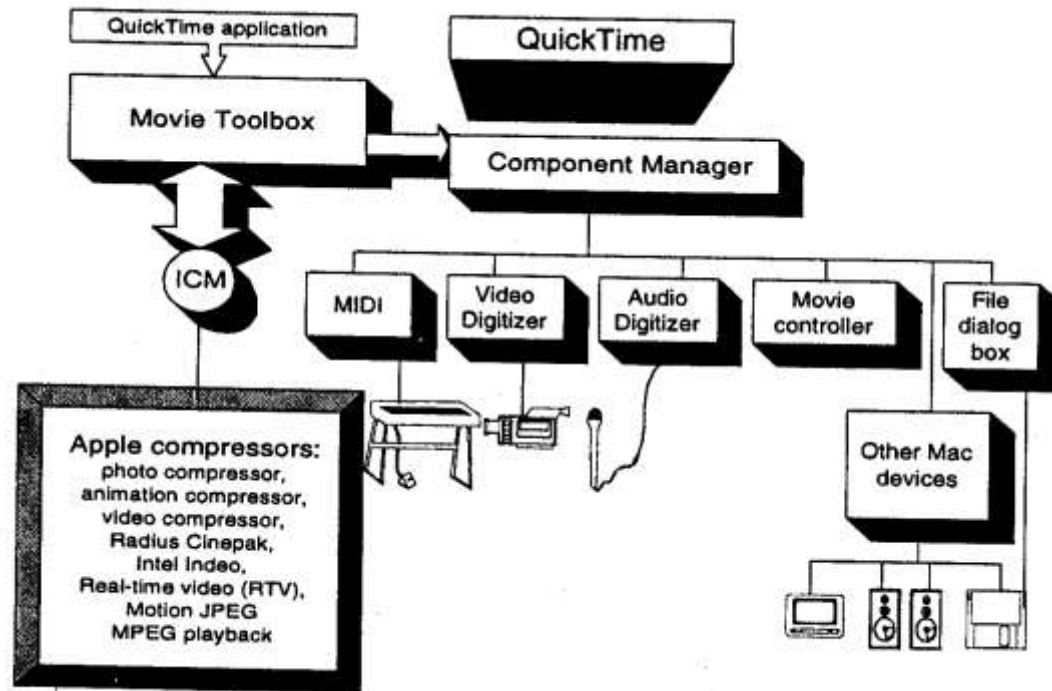 QuickTime application
QuickTime
Movie Toolbox
Component Manager
ICM
MIDI
Video
Digitizer
Audio
Digitizer
Movie
controller
File
dialog
box
Apple compressors:
photo compressor,
animation compressor,
video compressor,
Radius Cinepak,
Intel Indeo,
Real-time video (RTV),
Motion JPEG
MPEG playback
Other Mac
devices